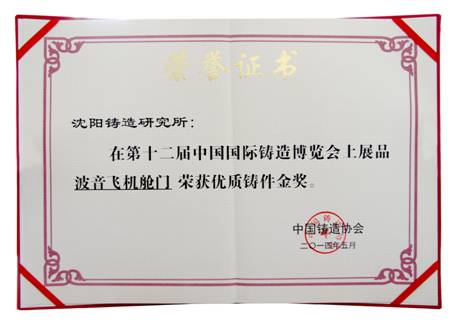 荣誉证书
沈阳铸造研究所：
在第十二届中国国际铸造博览会上展品
波音飞机舱门 荣获优质铸件金奖。
中国铸造协会
二〇一四年五月